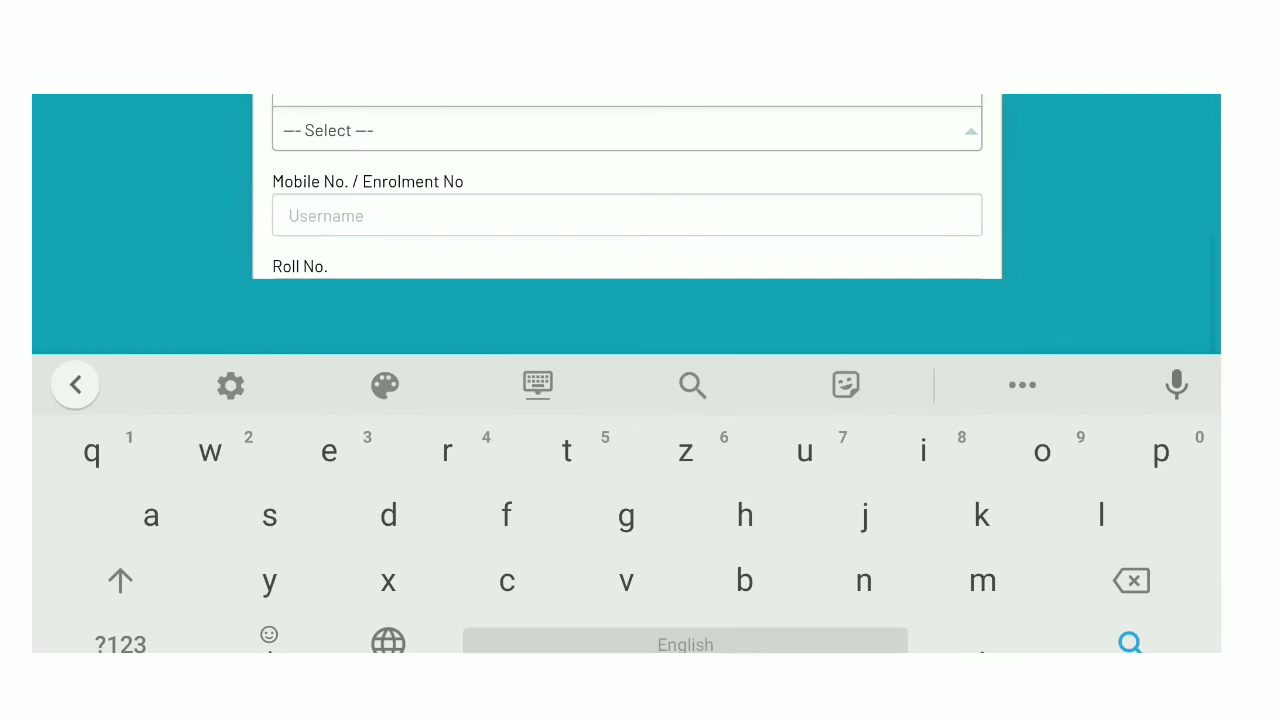 --- Select ---
Mobile No. / Enrolment No
Username
Roll No.
q 1 w 2 e 3 r 4 t 5 z 6 u 7 i 8 o 9 p 0
a s d f g h j k l
y x c v b n m
?123 English .